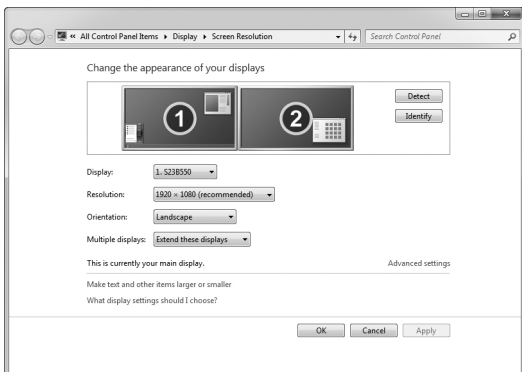 « All Control Panel Items ▸ Display ▸ Screen Resolution
Search Control Panel
Change the appearance of your displays
1
2
Detect
Identify
Display: 1. S23B550
Resolution: 1920 × 1080 (recommended)
Orientation: Landscape
Multiple displays: Extend these displays
This is currently your main display. Advanced settings
Make text and other items larger or smaller
What display settings should I choose?
OK Cancel Apply